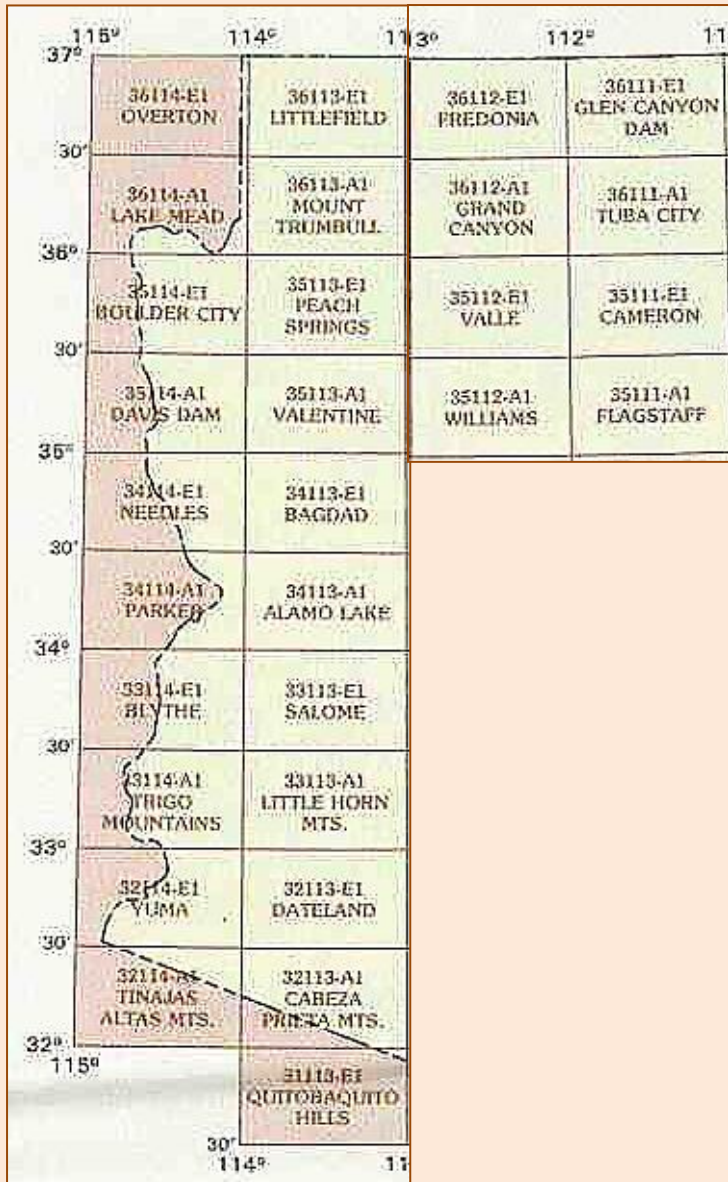 115° 114° 113° 112° 11
37°
36114-E1
OVERTON
36113-E1
LITTLEFIELD
36112-E1
FREDONIA
36111-E1
GLEN CANYON
DAM
30'
36114-A1
LAKE MEAD
36113-A1
MOUNT
TRUMBULL
36112-A1
GRAND
CANYON
36111-A1
TUBA CITY
36°
35114-E1
BOULDER CITY
35113-E1
PEACH
SPRINGS
35112-E1
VALLE
35111-E1
CAMERON
30'
35114-A1
DAVIS DAM
35113-A1
VALENTINE
35112-A1
WILLIAMS
35111-A1
FLAGSTAFF
35°
34114-E1
NEEDLES
34113-E1
BAGDAD
30'
34114-A1
PARKER
34113-A1
ALAMO LAKE
34°
33114-E1
BLYTHE
33113-E1
SALOME
30'
33114-A1
TRIGO
MOUNTAINS
33113-A1
LITTLE HORN
MTS.
33°
32114-E1
YUMA
32113-E1
DATELAND
30'
32114-A1
TINAJAS
ALTAS MTS.
32113-A1
CABEZA
PRIETA MTS.
32°
115°
31113-E1
QUITOBAQUITO
HILLS
30'
114° 11